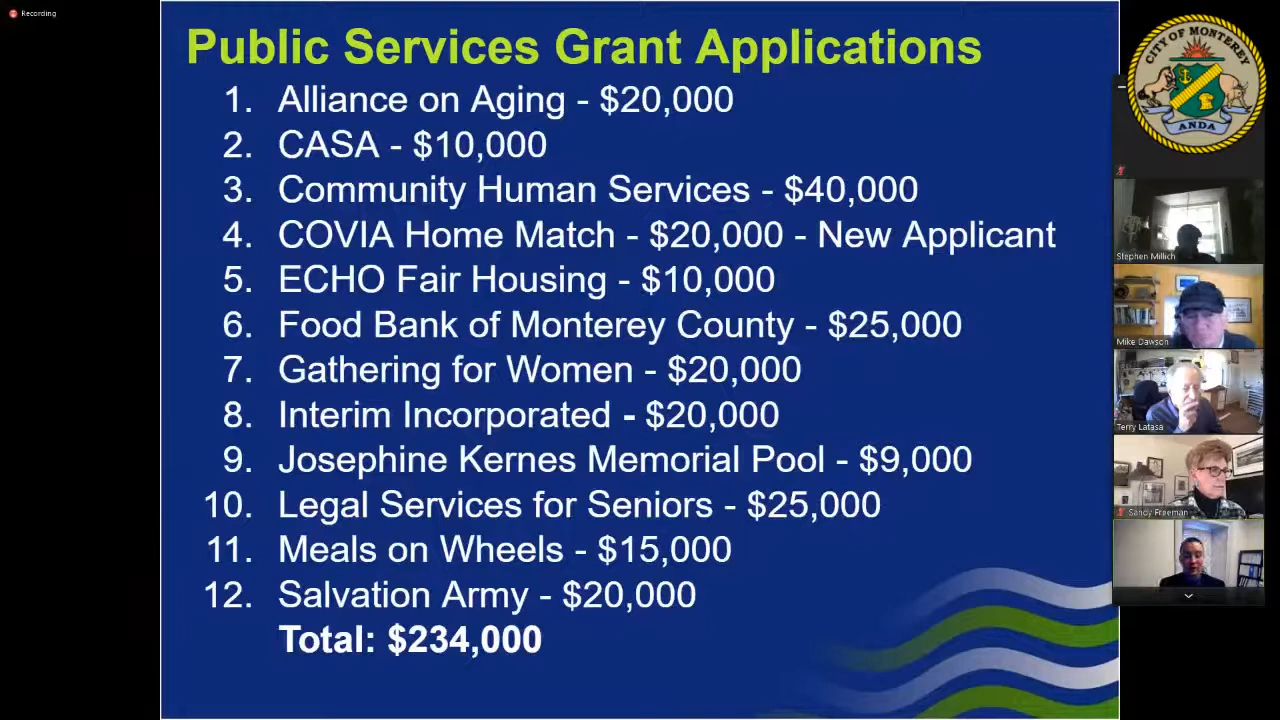 Recording
Public Services Grant Applications
1. Alliance on Aging - $20,000
2. CASA - $10,000
3. Community Human Services - $40,000
4. COVIA Home Match - $20,000 - New Applicant
5. ECHO Fair Housing - $10,000
6. Food Bank of Monterey County - $25,000
7. Gathering for Women - $20,000
8. Interim Incorporated - $20,000
9. Josephine Kernes Memorial Pool - $9,000
10. Legal Services for Seniors - $25,000
11. Meals on Wheels - $15,000
12. Salvation Army - $20,000
Total: $234,000
CITY OF MONTEREY
ANDA
Stephen Millich
Mike Dawson
Terry Latasa
Sandy Freeman